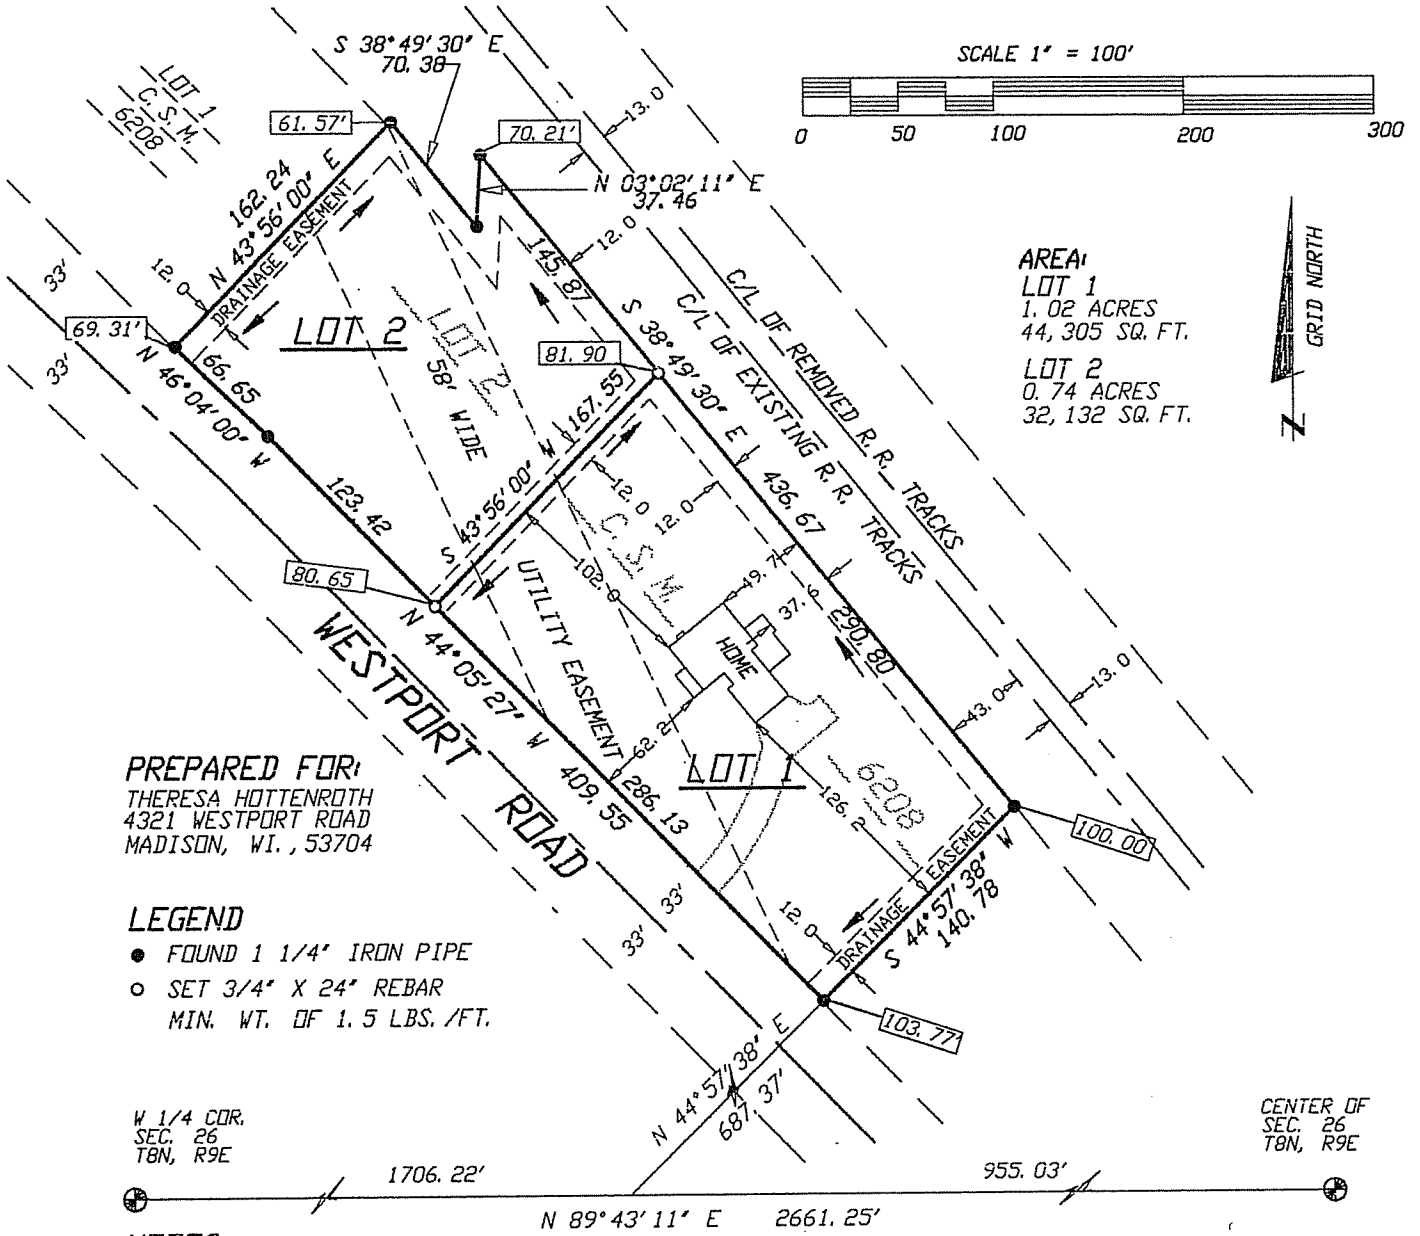 S 38°49'30" E
70.38
SCALE 1" = 100'
0 50 100 200 300
LOT 1
C. S. M.
6208
61.57'
70.21'
13.0
N 03°02'11" E
37.46
162.24
N 43°56'00" E
DRAINAGE EASEMENT
12.0
12.0
145.87
33'
33'
69.31'
LOT 2
LOT 2
58' WIDE
81.90
66.65
N 46°04'00" W
S 38°49'30" E
436.67
C/L OF REMOVED R. R. TRACKS
C/L OF EXISTING R. R. TRACKS
AREA:
LOT 1
1.02 ACRES
44,305 SQ. FT.
LOT 2
0.74 ACRES
32,132 SQ. FT.
GRID NORTH
N
167.55
S 43°56'00" W
123.42
12.0
12.0
C. S. M.
80.65
102.0
49.7
37.6
HOME
290.80
UTILITY EASEMENT
N 44°05'27" W
409.55
286.13
62.2
LOT 1
126.2
6208
43.0
13.0
WESTPORT ROAD
100.00'
DRAINAGE EASEMENT
S 44°57'38" W
140.78
12.0
33'
33'
103.77'
PREPARED FOR:
THERESA HOTTENROTH
4321 WESTPORT ROAD
MADISON, WI., 53704
LEGEND
FOUND 1 1/4" IRON PIPE
SET 3/4" X 24" REBAR
MIN. WT. OF 1.5 LBS./FT.
N 44°57'38" E
687.37'
W 1/4 COR.
SEC. 26
T8N, R9E
CENTER OF
SEC. 26
T8N, R9E
1706.22'
955.03'
N 89°43'11" E 2661.25'